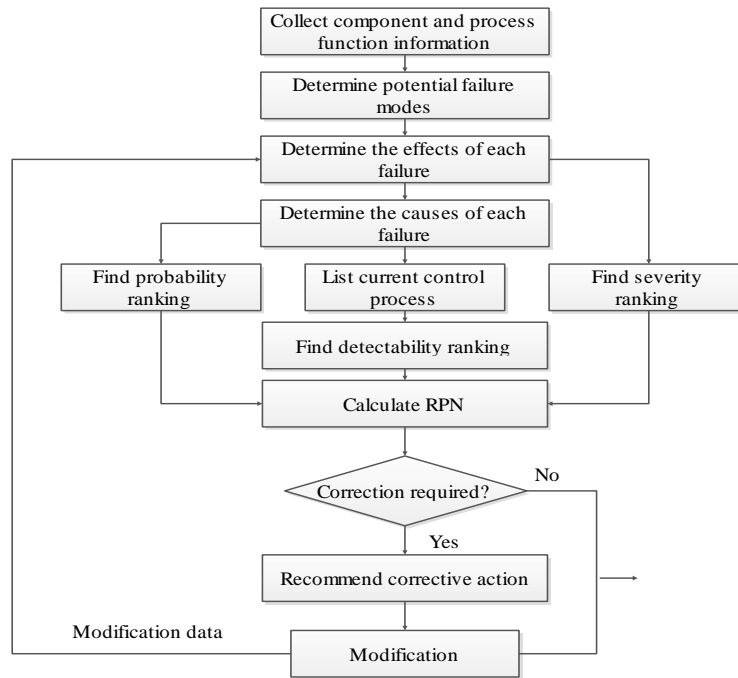 Collect component and process
function information
Determine potential failure
modes
Determine the effects of each
failure
Determine the causes of each
failure
Find probability
ranking
List current control
process
Find severity
ranking
Find detectability ranking
Calculate RPN
Correction required?
No
Yes
Recommend corrective action
Modification data
Modification